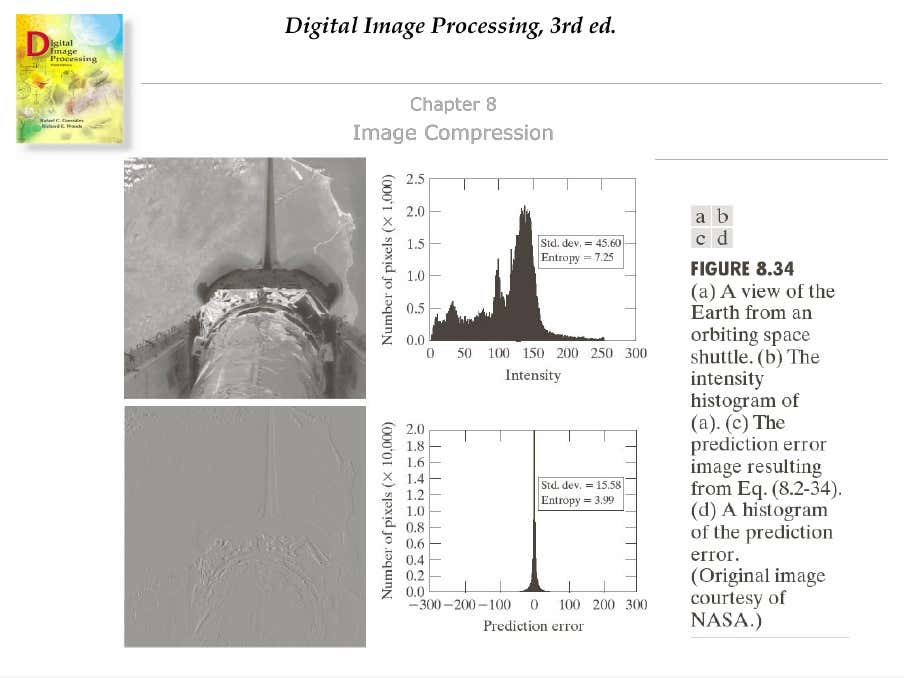 Digital Image Processing, 3rd ed.
Digital
Image
Processing
Rafael C. Gonzalez
Richard E. Woods
Chapter 8
Image Compression
Number of pixels (× 1,000)
2.5
2.0
1.5
1.0
0.5
0.0
Std. dev. = 45.60
Entropy = 7.25
0 50 100 150 200 250 300
Intensity
Number of pixels (× 10,000)
2.0
1.8
1.6
1.4
1.2
1.0
0.8
0.6
0.4
0.2
0.0
Std. dev. = 15.58
Entropy = 3.99
−300 −200 −100 0 100 200 300
Prediction error
a b
c d
FIGURE 8.34
(a) A view of the
Earth from an
orbiting space
shuttle. (b) The
intensity
histogram of
(a). (c) The
prediction error
image resulting
from Eq. (8.2-34).
(d) A histogram
of the prediction
error.
(Original image
courtesy of
NASA.)